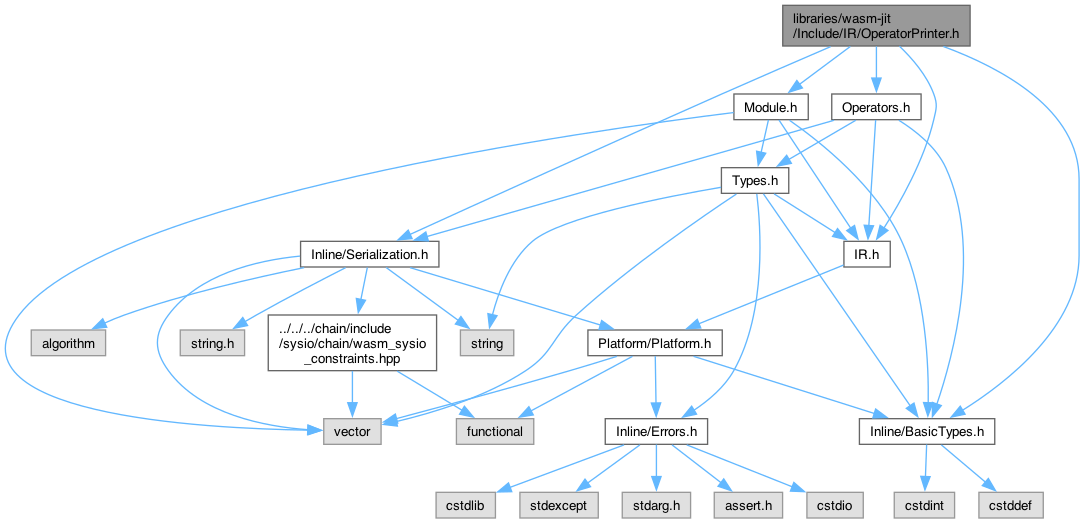 libraries/wasm-jit
/Include/IR/OperatorPrinter.h
Module.h
Operators.h
Types.h
Inline/Serialization.h
IR.h
algorithm
string.h
../../../chain/include
/sysio/chain/wasm_sysio
_constraints.hpp
string
Platform/Platform.h
vector
functional
Inline/Errors.h
Inline/BasicTypes.h
cstdlib
stdexcept
stdarg.h
assert.h
cstdio
cstdint
cstddef